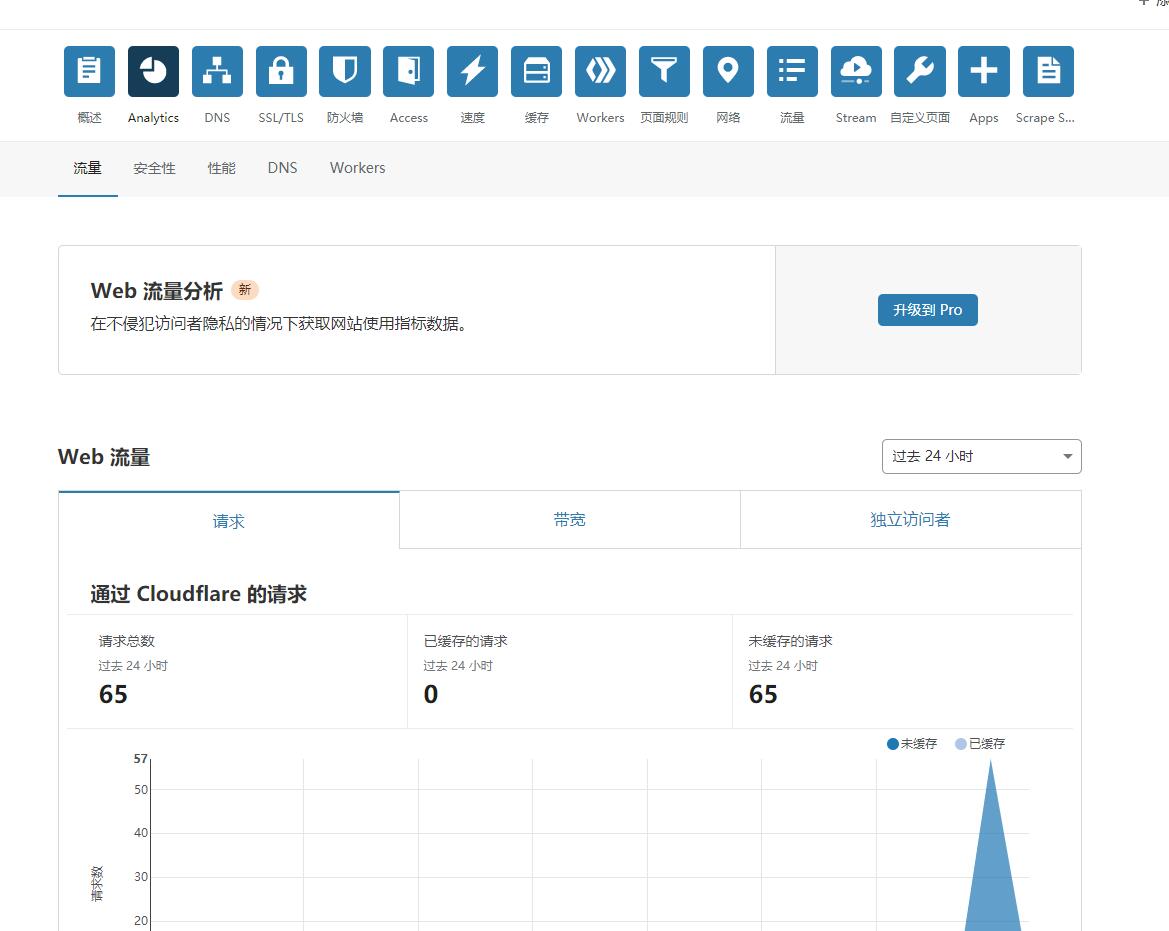 概述 Analytics DNS SSL/TLS 防火墙 Access 速度 缓存 Workers 页面规则 网络 流量 Stream 自定义页面 Apps Scrape S...
流量 安全性 性能 DNS Workers
Web 流量分析 新
在不侵犯访问者隐私的情况下获取网站使用指标数据。
升级到 Pro
Web 流量
过去 24 小时
请求 带宽 独立访问者
通过 Cloudflare 的请求
请求总数 已缓存的请求 未缓存的请求
过去 24 小时 过去 24 小时 过去 24 小时
65 0 65
未缓存 已缓存
57
50
40
30
请求数
20